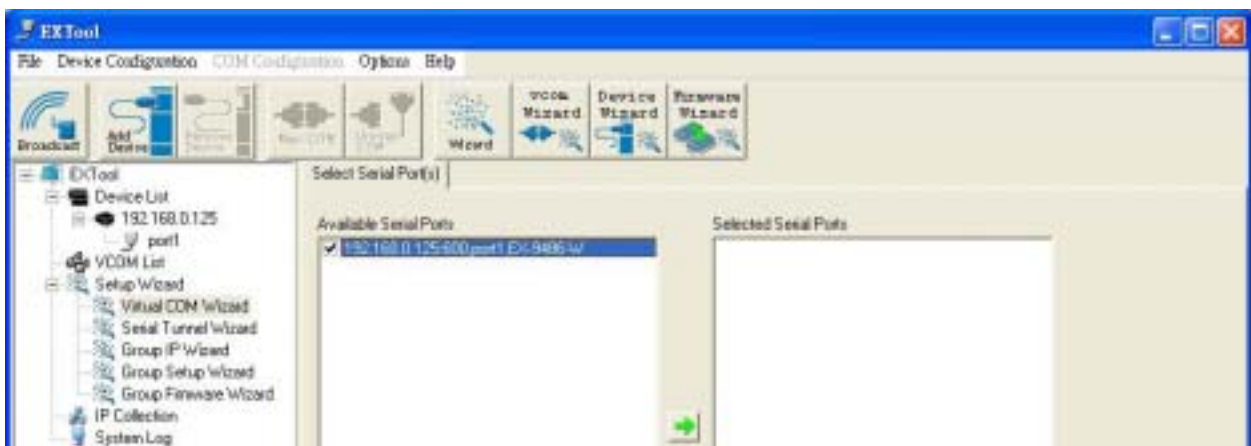 EXTool
File Device Configuration COM Configuration Options Help
Broadcast
Add Device
Remove Device
Wizard
VCOM Wizard
Device Wizard
Firmware Wizard
EXTool
Device List
192.168.0.125
port1
VCOM List
Setup Wizard
Virtual COM Wizard
Serial Tunnel Wizard
Group IP Wizard
Group Setup Wizard
Group Firmware Wizard
IP Collection
System Log
Select Serial Port(s)
Available Serial Ports
192.168.0.125:600 port1 EX-9486-W
Selected Serial Ports